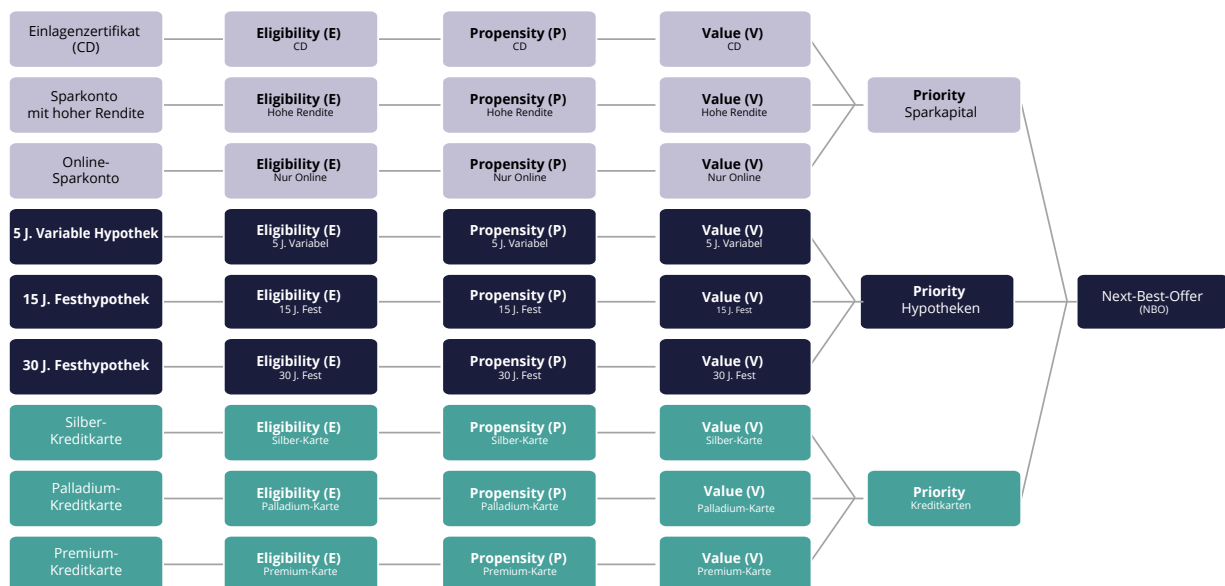 Einlagenzertifikat
(CD)
Eligibility (E)
CD
Propensity (P)
CD
Value (V)
CD
Sparkonto
mit hoher Rendite
Eligibility (E)
Hohe Rendite
Propensity (P)
Hohe Rendite
Value (V)
Hohe Rendite
Priority
Sparkapital
Online-
Sparkonto
Eligibility (E)
Nur Online
Propensity (P)
Nur Online
Value (V)
Nur Online
5 J. Variable Hypothek
Eligibility (E)
5 J. Variabel
Propensity (P)
5 J. Variabel
Value (V)
5 J. Variabel
15 J. Festhypothek
Eligibility (E)
15 J. Fest
Propensity (P)
15 J. Fest
Value (V)
15 J. Fest
Priority
Hypotheken
Next-Best-Offer
(NBO)
30 J. Festhypothek
Eligibility (E)
30 J. Fest
Propensity (P)
30 J. Fest
Value (V)
30 J. Fest
Silber-
Kreditkarte
Eligibility (E)
Silber-Karte
Propensity (P)
Silber-Karte
Value (V)
Silber-Karte
Palladium-
Kreditkarte
Eligibility (E)
Palladium-Karte
Propensity (P)
Palladium-Karte
Value (V)
Palladium-Karte
Priority
Kreditkarten
Premium-
Kreditkarte
Eligibility (E)
Premium-Karte
Propensity (P)
Premium-Karte
Value (V)
Premium-Karte